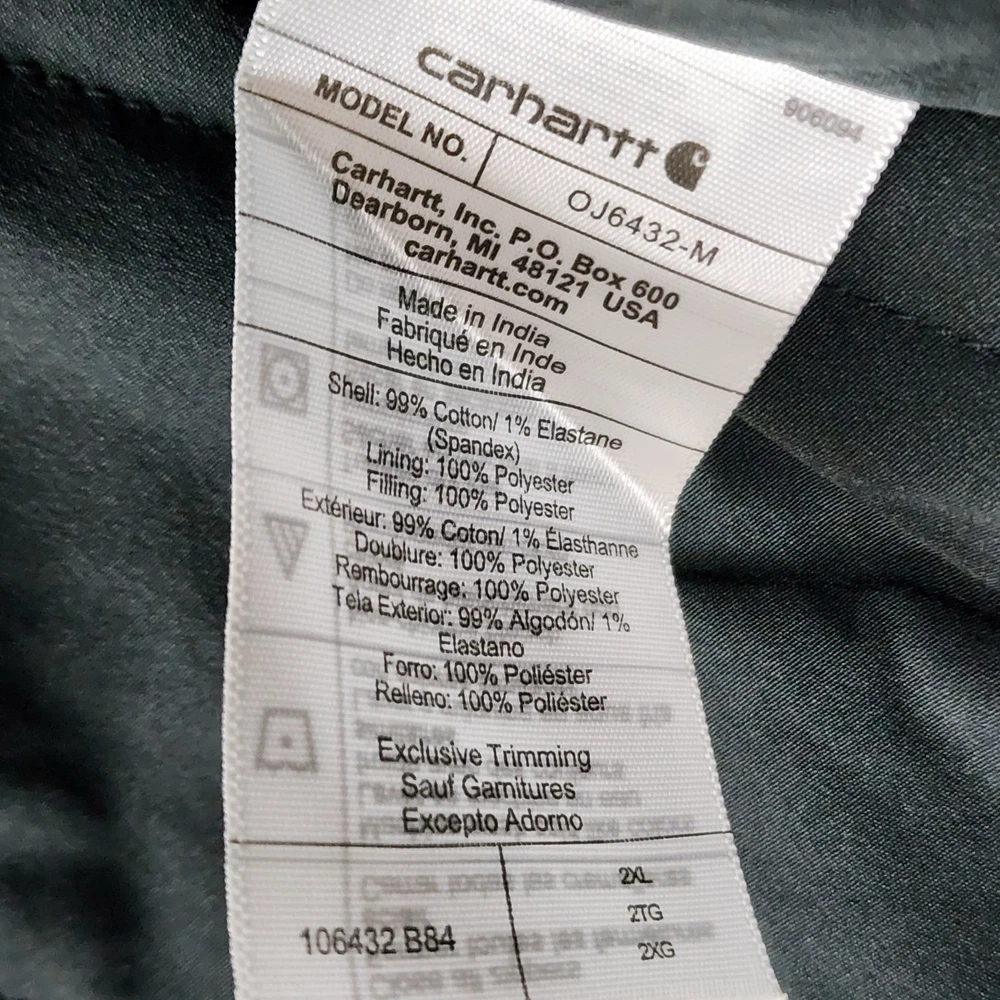 carhartt
906094
MODEL NO. OJ6432-M
Carhartt, Inc. P.O. Box 600
Dearborn, MI 48121 USA
carhartt.com
Made in India
Fabriqué en Inde
Hecho en India
Shell: 99% Cotton/ 1% Elastane
(Spandex)
Lining: 100% Polyester
Filling: 100% Polyester
Extérieur: 99% Coton/ 1% Élasthanne
Doublure: 100% Polyester
Rembourrage: 100% Polyester
Tela Exterior: 99% Algodón/ 1%
Elastano
Forro: 100% Poliéster
Relleno: 100% Poliéster
Exclusive Trimming
Sauf Garnitures
Excepto Adorno
106432 B84
2XL
2TG
2XG